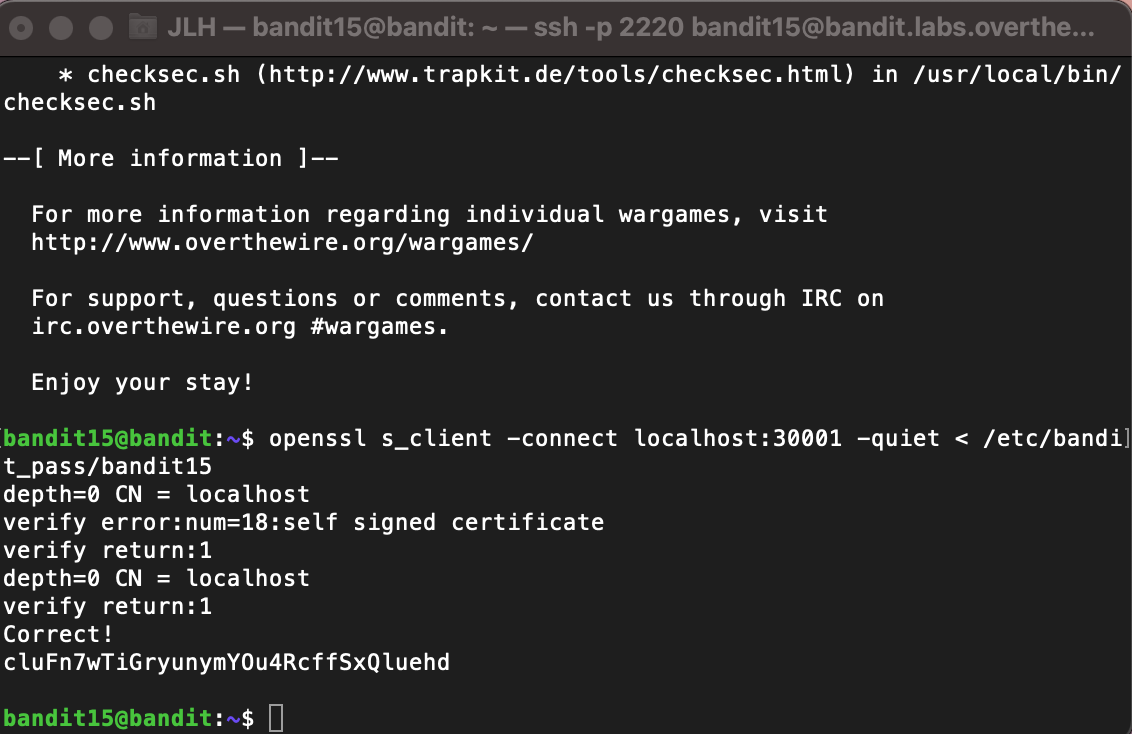 JLH — bandit15@bandit: ~ — ssh -p 2220 bandit15@bandit.labs.overthe...
* checksec.sh (http://www.trapkit.de/tools/checksec.html) in /usr/local/bin/
checksec.sh
--[ More information ]--
For more information regarding individual wargames, visit
http://www.overthewire.org/wargames/
For support, questions or comments, contact us through IRC on
irc.overthewire.org #wargames.
Enjoy your stay!
[bandit15@bandit:~$ openssl s_client -connect localhost:30001 -quiet < /etc/bandi]
t_pass/bandit15
depth=0 CN = localhost
verify error:num=18:self signed certificate
verify return:1
depth=0 CN = localhost
verify return:1
Correct!
cluFn7wTiGryunymYOu4RcffSxQluehd
bandit15@bandit:~$